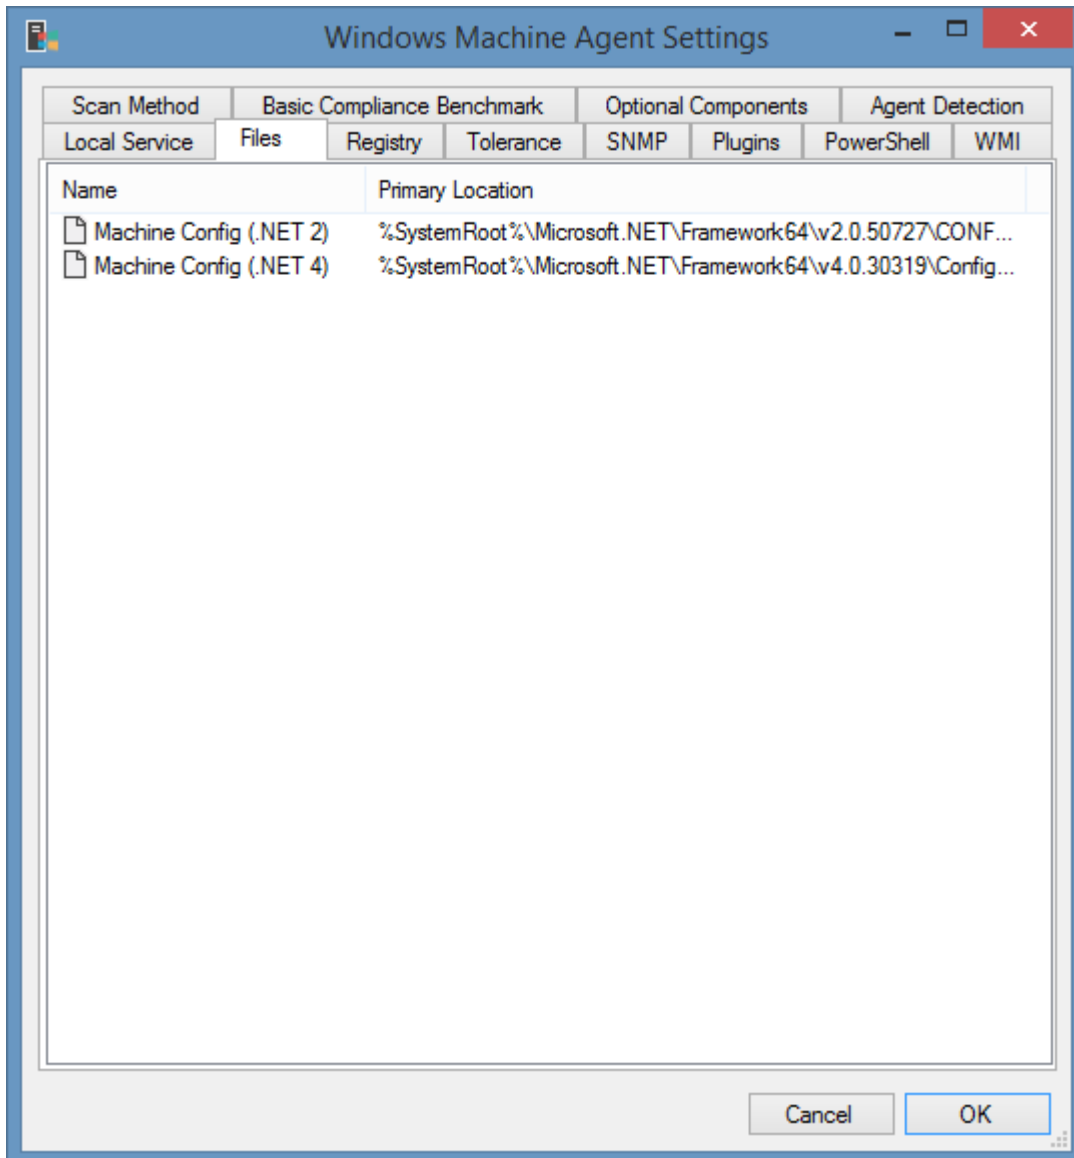 Windows Machine Agent Settings
Scan Method Basic Compliance Benchmark Optional Components Agent Detection
Local Service Files Registry Tolerance SNMP Plugins PowerShell WMI
Name Primary Location
Machine Config (.NET 2) %SystemRoot%\Microsoft.NET\Framework64\v2.0.50727\CONF...
Machine Config (.NET 4) %SystemRoot%\Microsoft.NET\Framework64\v4.0.30319\Config...
Cancel OK